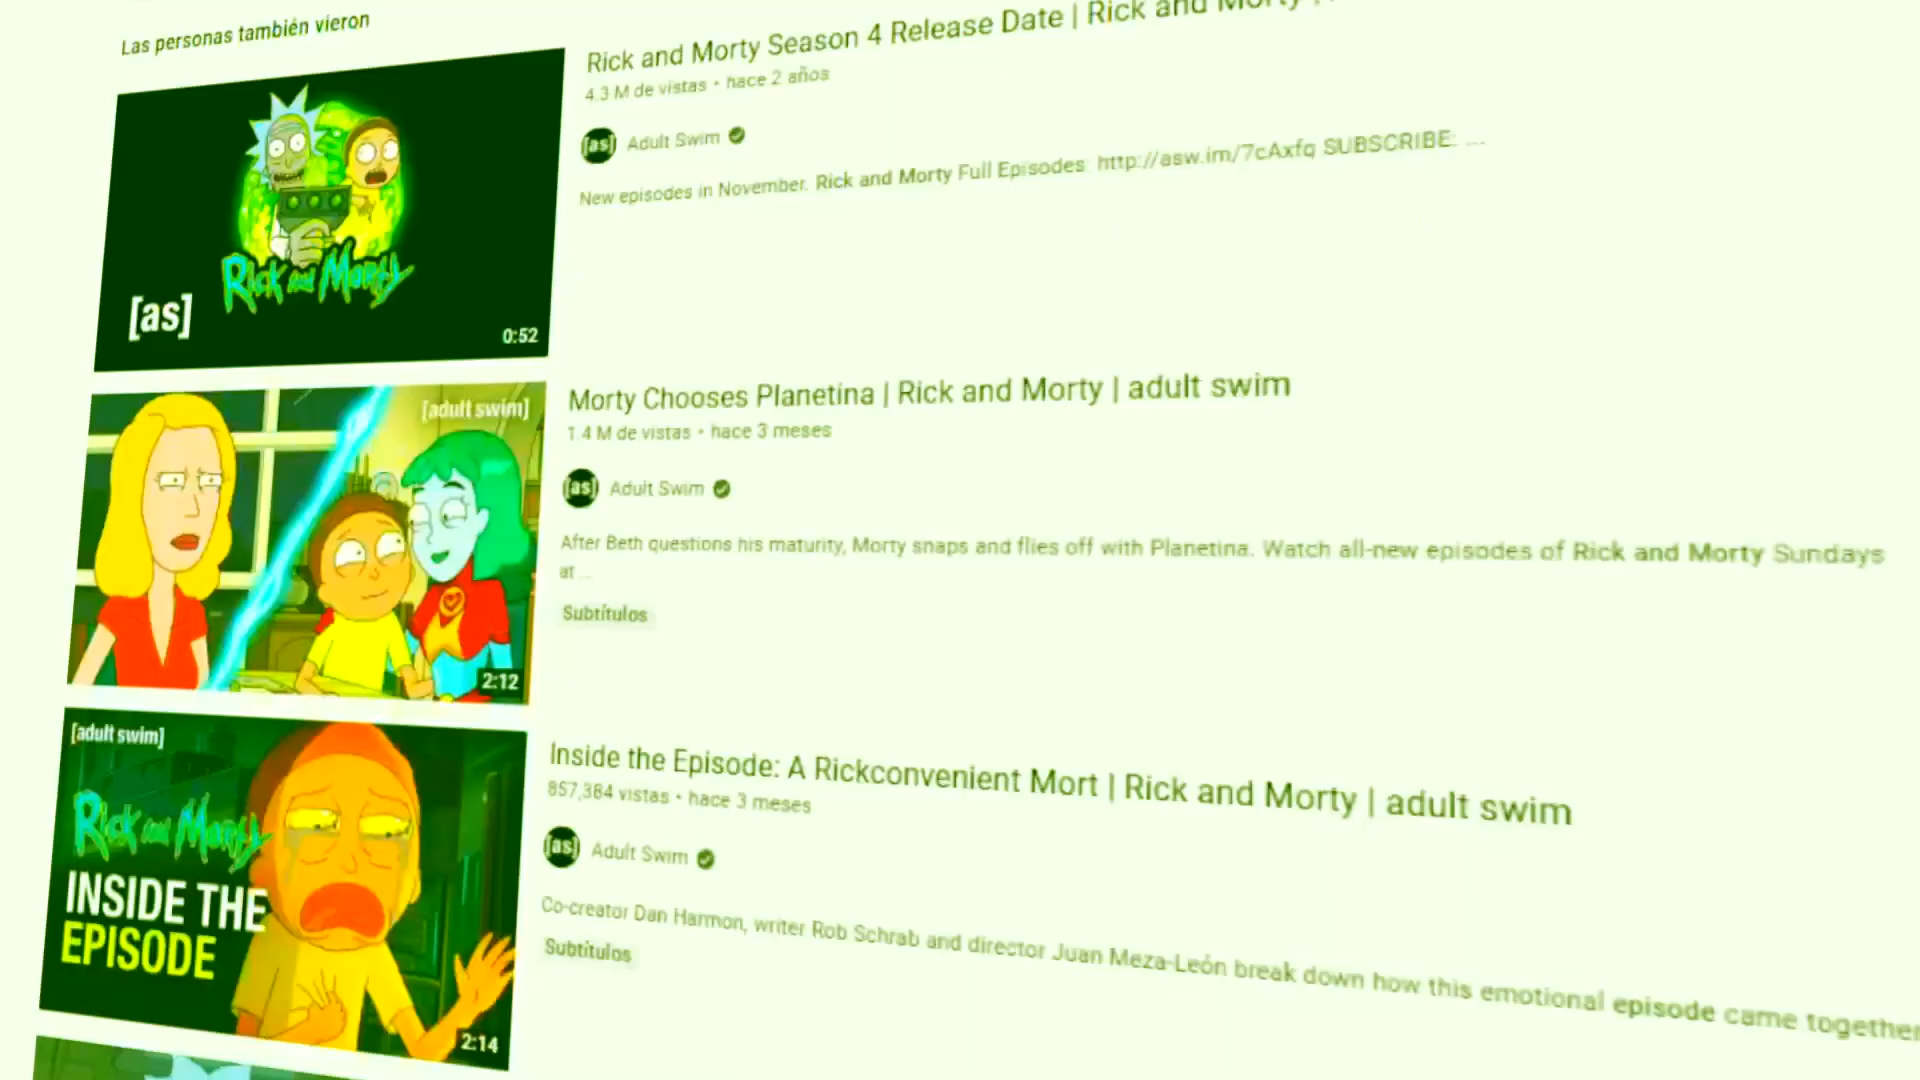 Las personas también vieron
Rick and Morty Season 4 Release Date | Rick and Morty |
4.3 M de vistas • hace 2 años
[as] Adult Swim
New episodes in November. Rick and Morty Full Episodes: http://asw.im/7cAxfq SUBSCRIBE: ...
Rick and Morty
[as]
0:52
Morty Chooses Planetina | Rick and Morty | adult swim
1.4 M de vistas • hace 3 meses
[as] Adult Swim
After Beth questions his maturity, Morty snaps and flies off with Planetina. Watch all-new episodes of Rick and Morty Sundays
at ...
Subtítulos
[adult swim]
2:12
Inside the Episode: A Rickconvenient Mort | Rick and Morty | adult swim
857,384 vistas • hace 3 meses
[as] Adult Swim
Co-creator Dan Harmon, writer Rob Schrab and director Juan Meza-León break down how this emotional episode came together
Subtítulos
[adult swim]
Rick and Morty
INSIDE THE
EPISODE
2:14